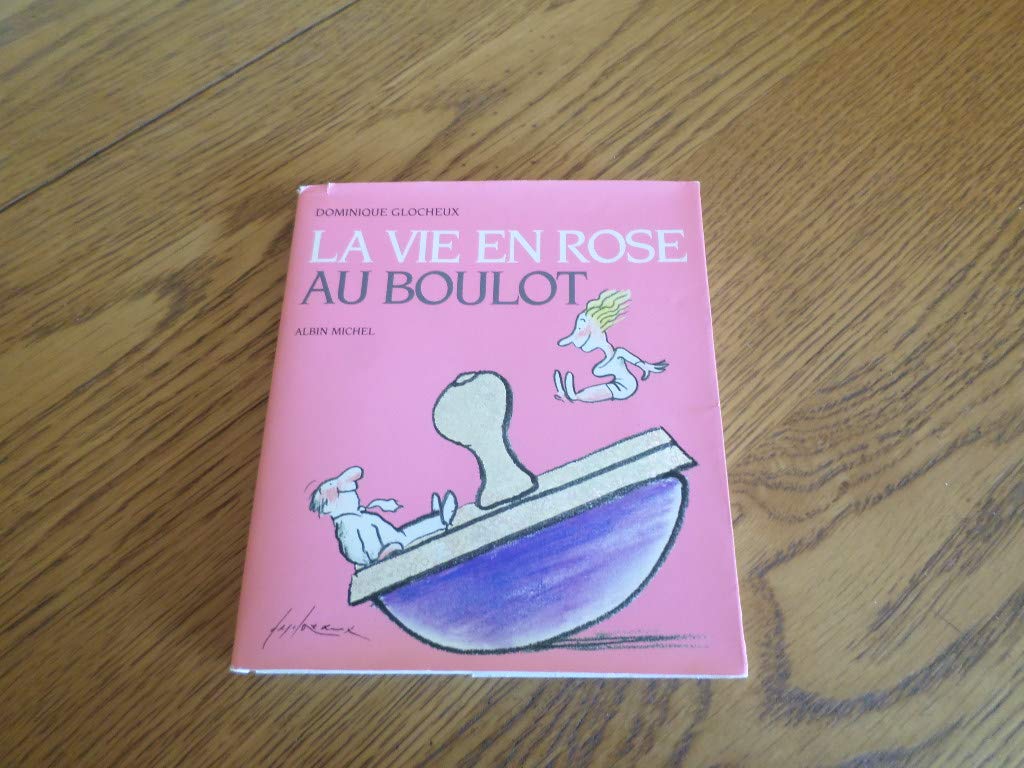 DOMINIQUE GLOCHEUX
LA VIE EN ROSE
AU BOULOT
ALBIN MICHEL